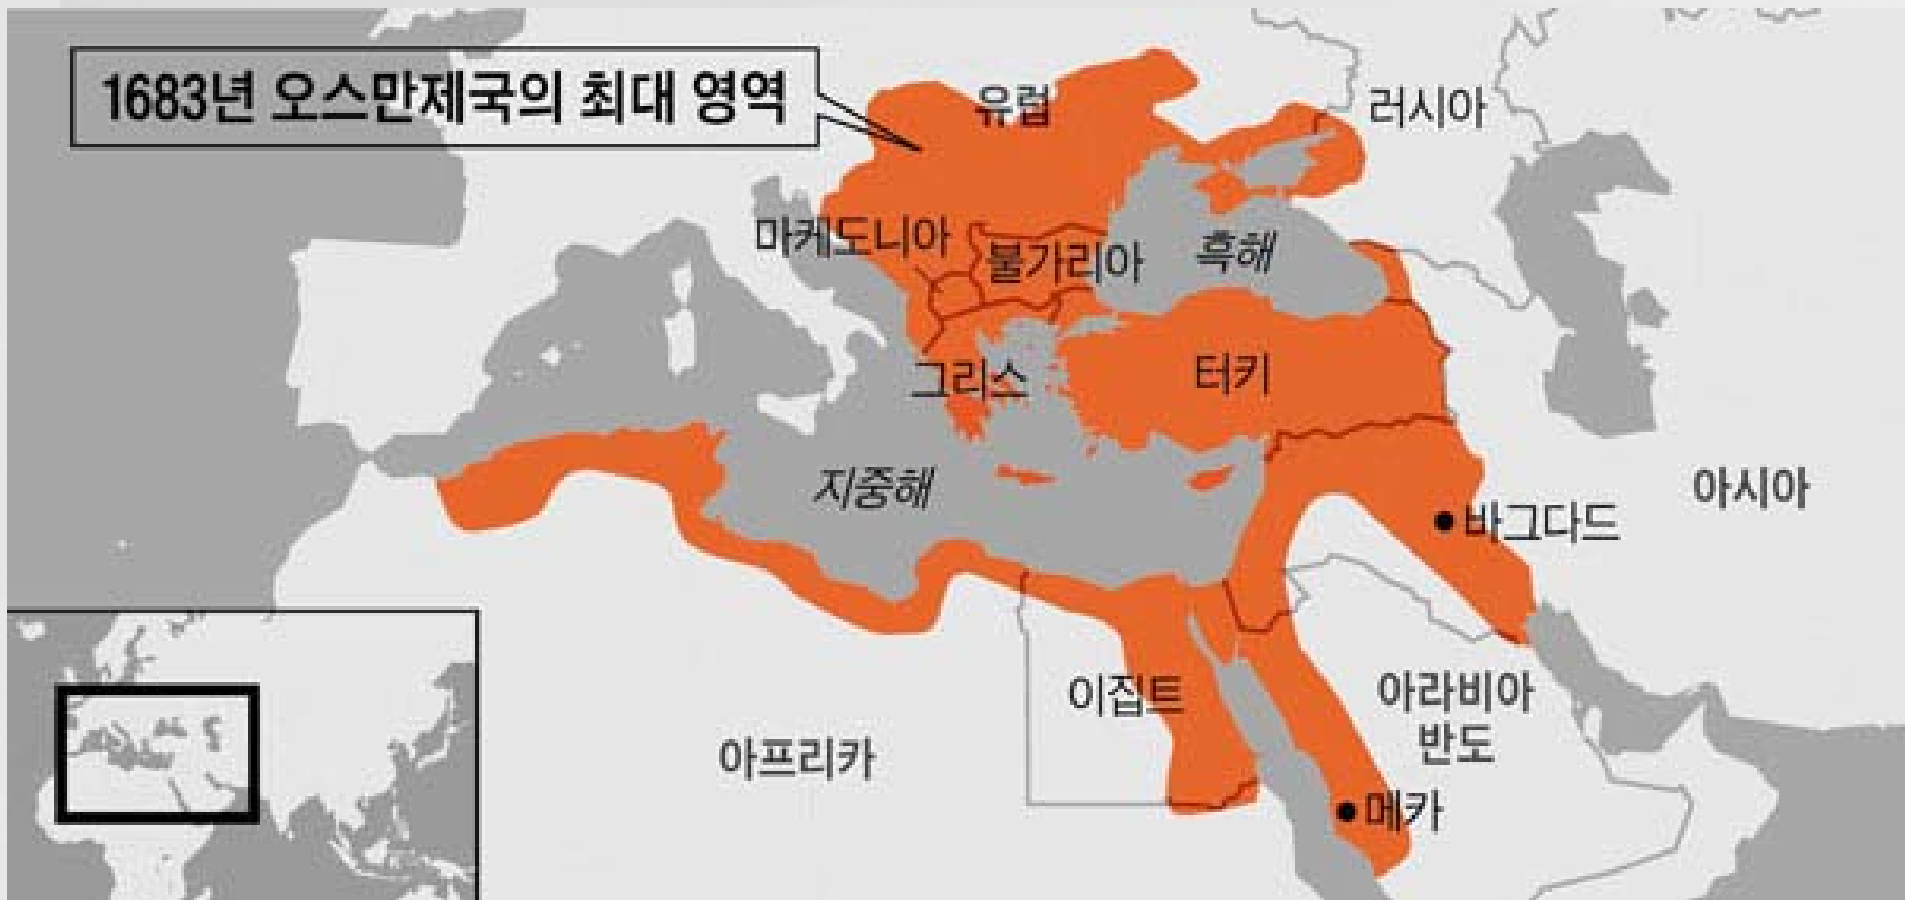 1683년 오스만제국의 최대 영역
유럽
러시아
마케도니아
불가리아
흑해
그리스
터키
지중해
아시아
바그다드
이집트
아라비아
반도
아프리카
메카